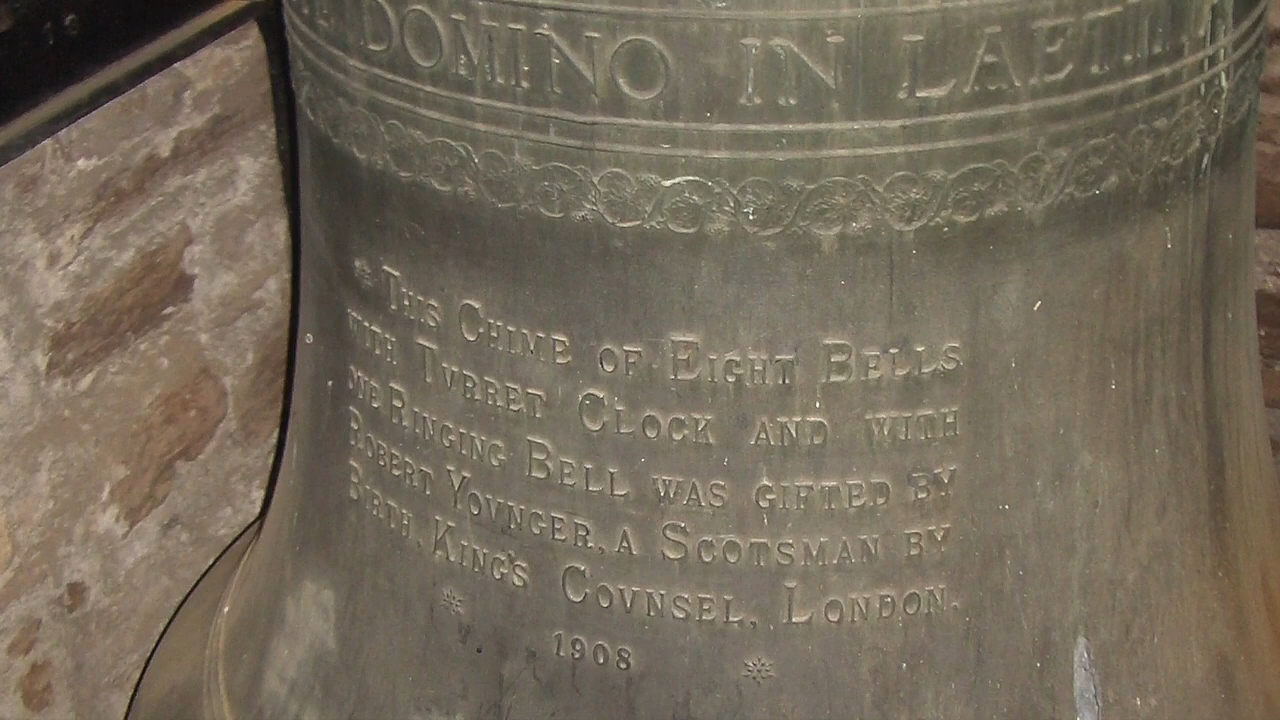 DOMINO IN
THIS CHIME OF EIGHT BELLS
WITH TVRRET CLOCK AND WITH
ONE RINGING BELL WAS GIFTED BY
ROBERT YOVNGER, A SCOTSMAN BY
BIRTH, KING'S COVNSEL, LONDON.
1908